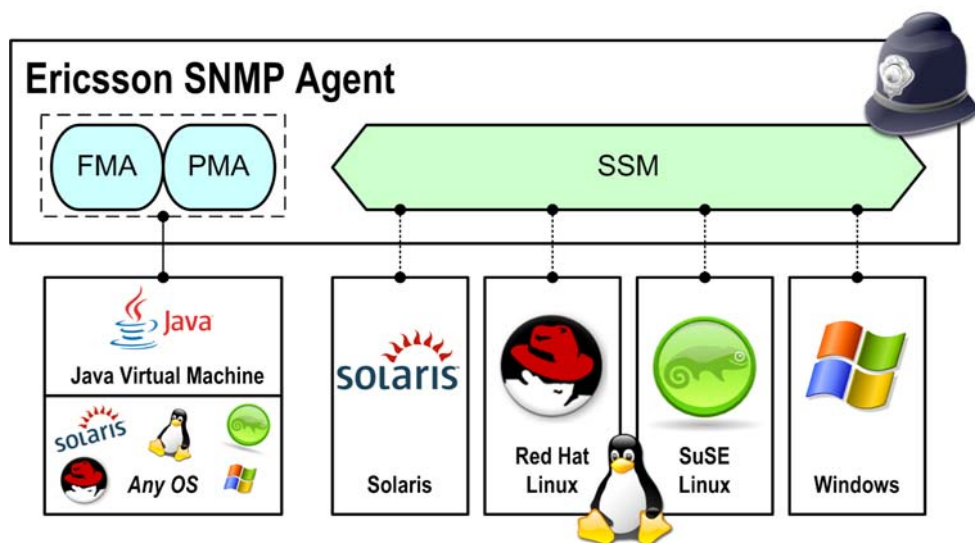 Ericsson SNMP Agent
FMA
PMA
SSM
Java
Java Virtual Machine
solaris
Any OS
solaris
Solaris
Red Hat
Linux
SuSE
Linux
Windows